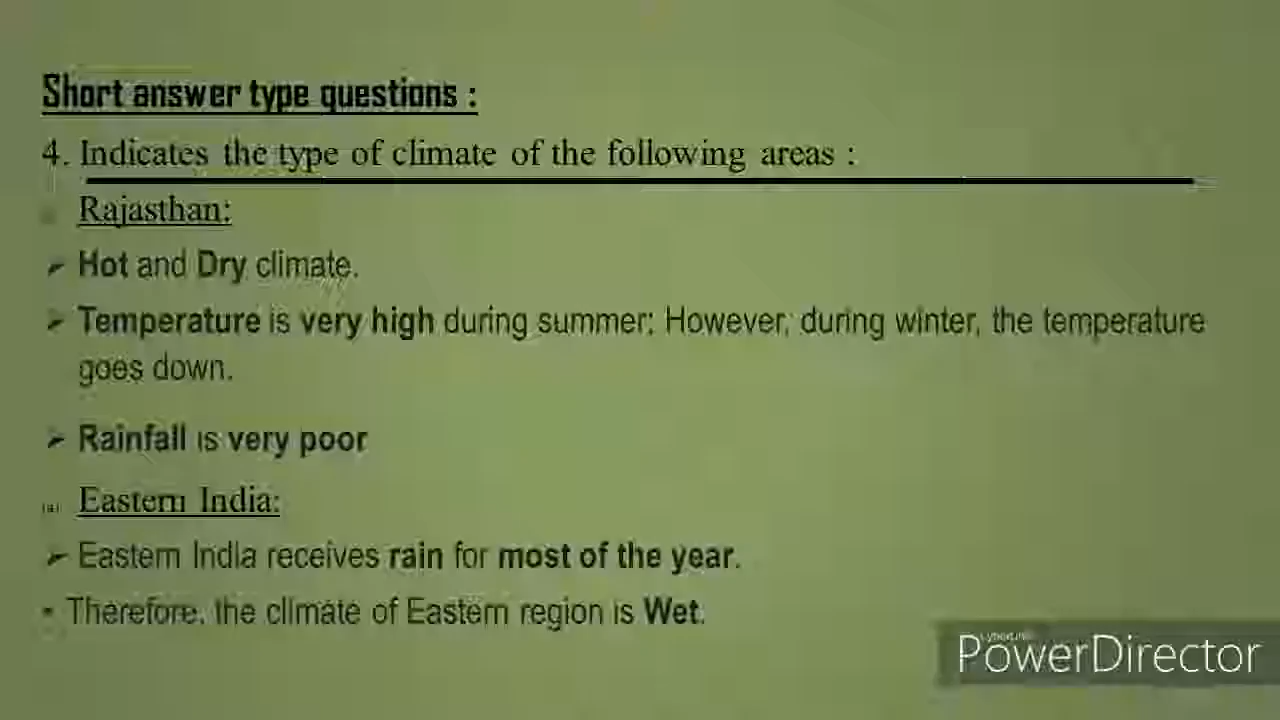 Short answer type questions :
4. Indicates the type of climate of the following areas :
Rajasthan:
➢ Hot and Dry climate.
➢ Temperature is very high during summer; However, during winter, the temperature
goes down.
➢ Rainfall is very poor
(a) Eastern India:
➢ Eastern India receives rain for most of the year.
• Therefore, the climate of Eastern region is Wet.
CyberLink
PowerDirector